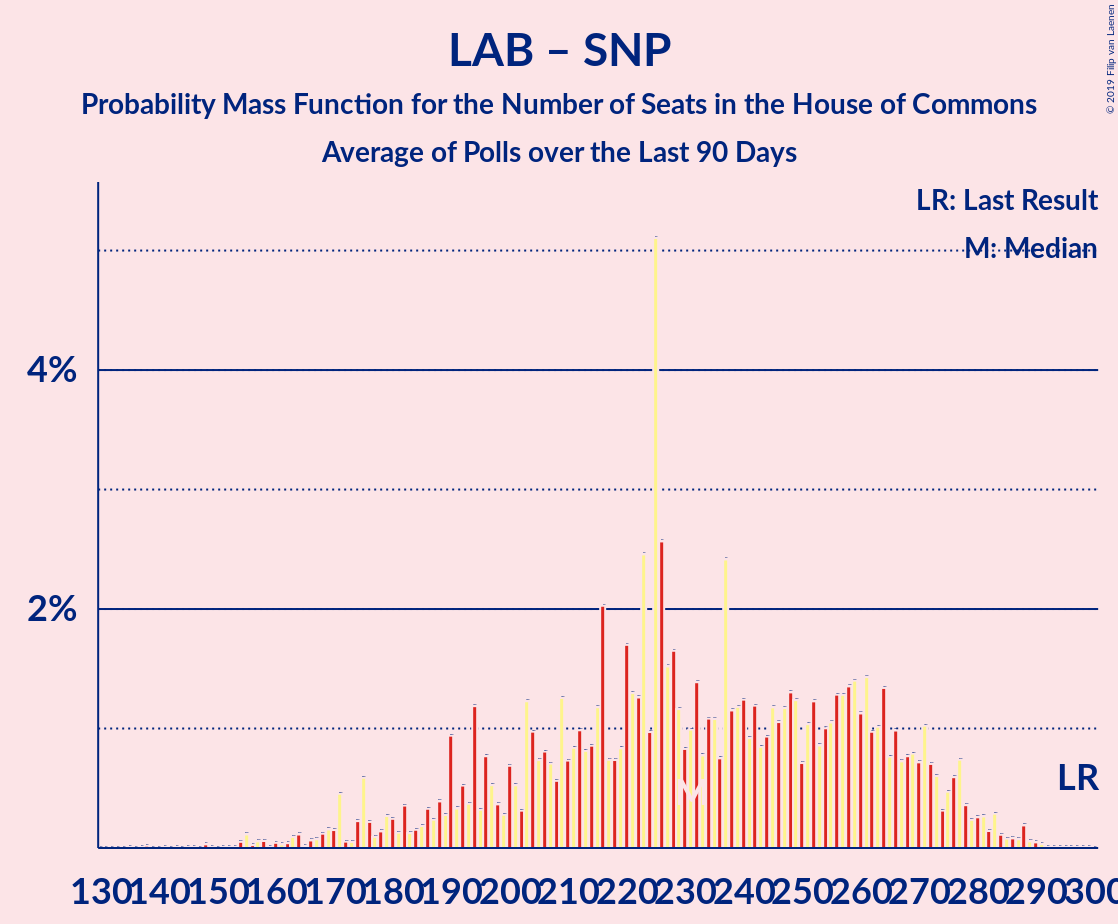 LAB – SNP
Probability Mass Function for the Number of Seats in the House of Commons
Average of Polls over the Last 90 Days
© 2019 Filip van Laenen
LR: Last Result
M: Median
4%
2%
M
LR
130 140 150 160 170 180 190 200 210 220 230 240 250 260 270 280 290 300